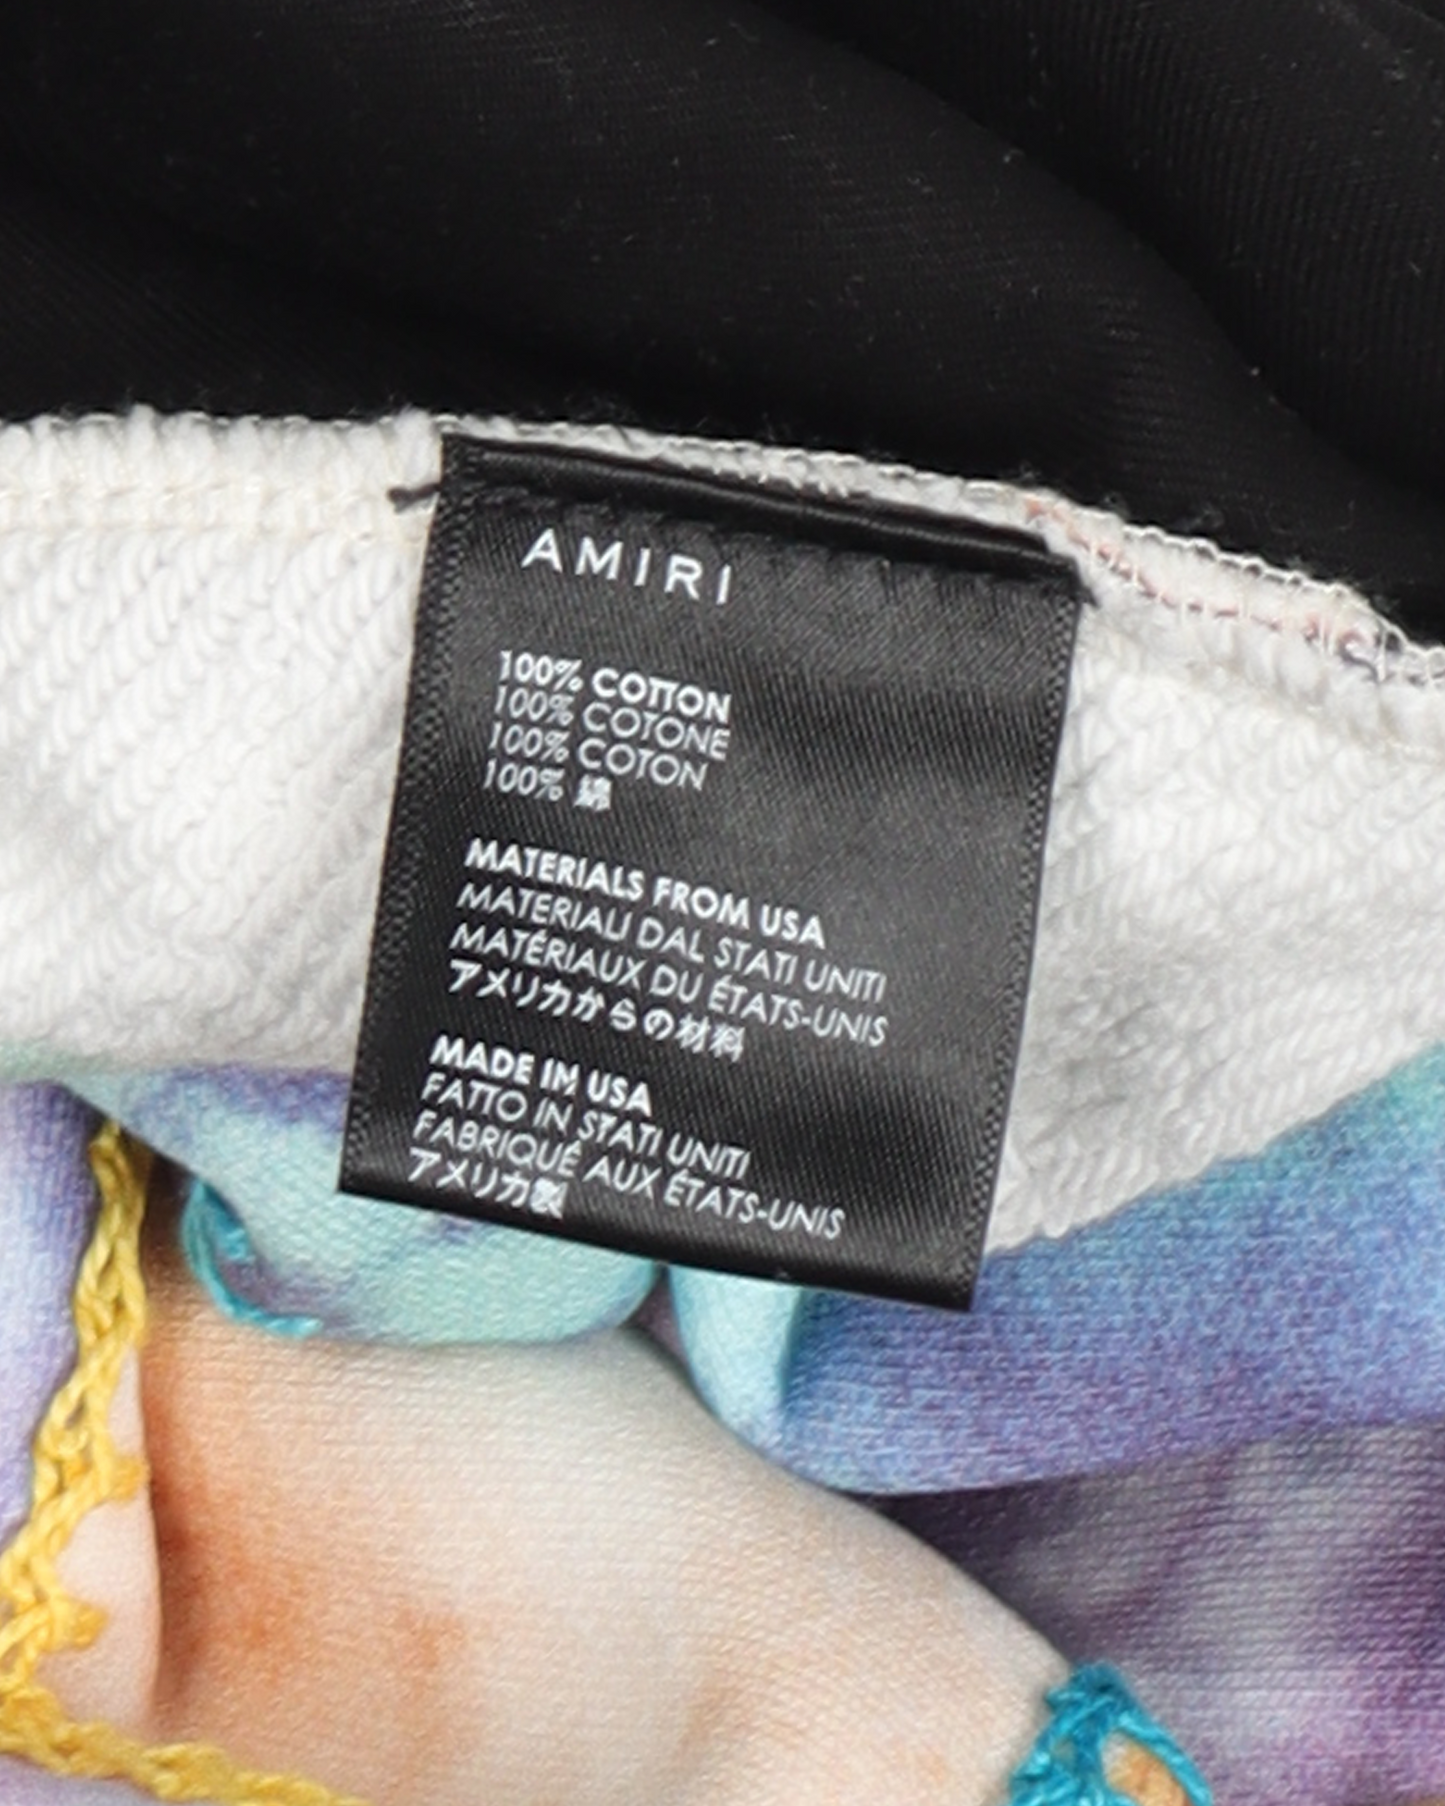 AMIRI
100% COTTON
100% COTONE
100% COTON
100% 綿
MATERIALS FROM USA
MATERIALI DAL STATI UNITI
MATÉRIAUX DU ÉTATS-UNIS
アメリカからの材料
MADE IN USA
FATTO IN STATI UNITI
FABRIQUÉ AUX ÉTATS-UNIS
アメリカ製